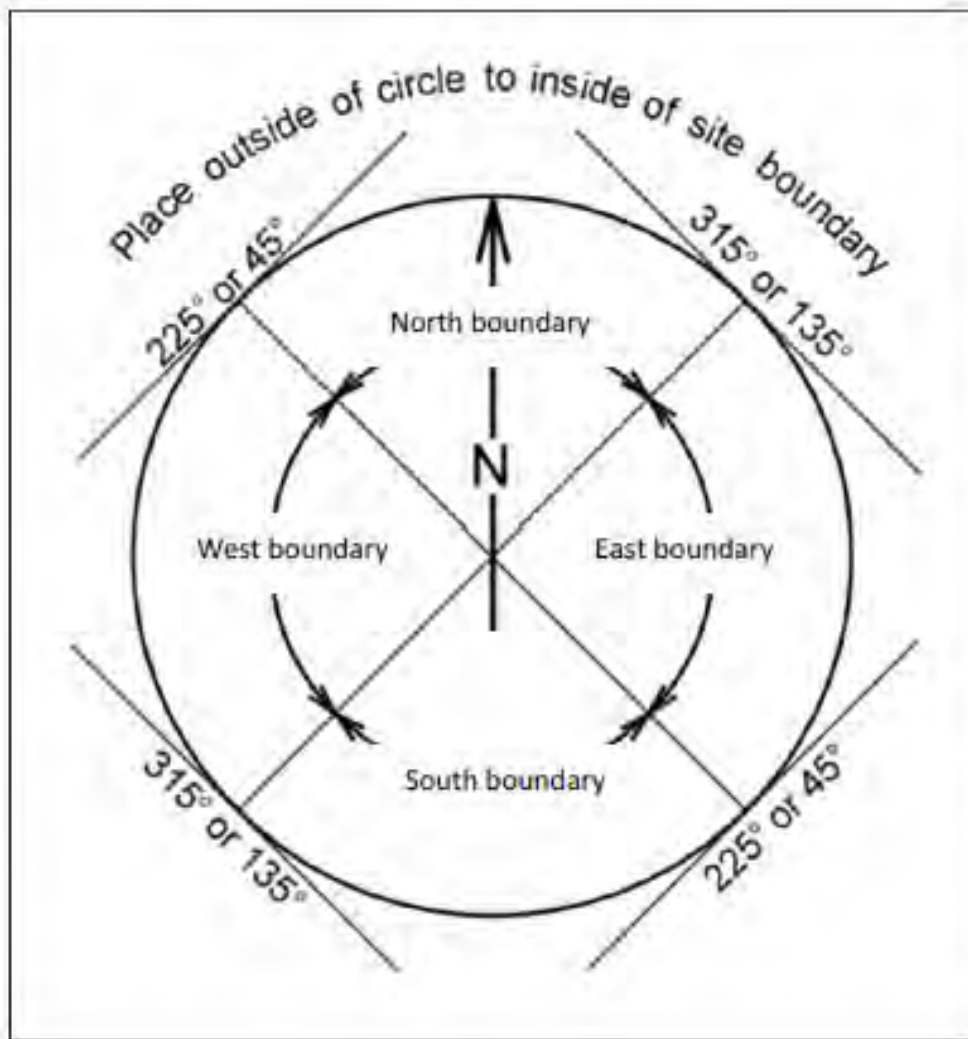 Place outside of circle to inside of site boundary
225° or 45°
315° or 135°
North boundary
N
West boundary
East boundary
South boundary
315° or 135°
225° or 45°